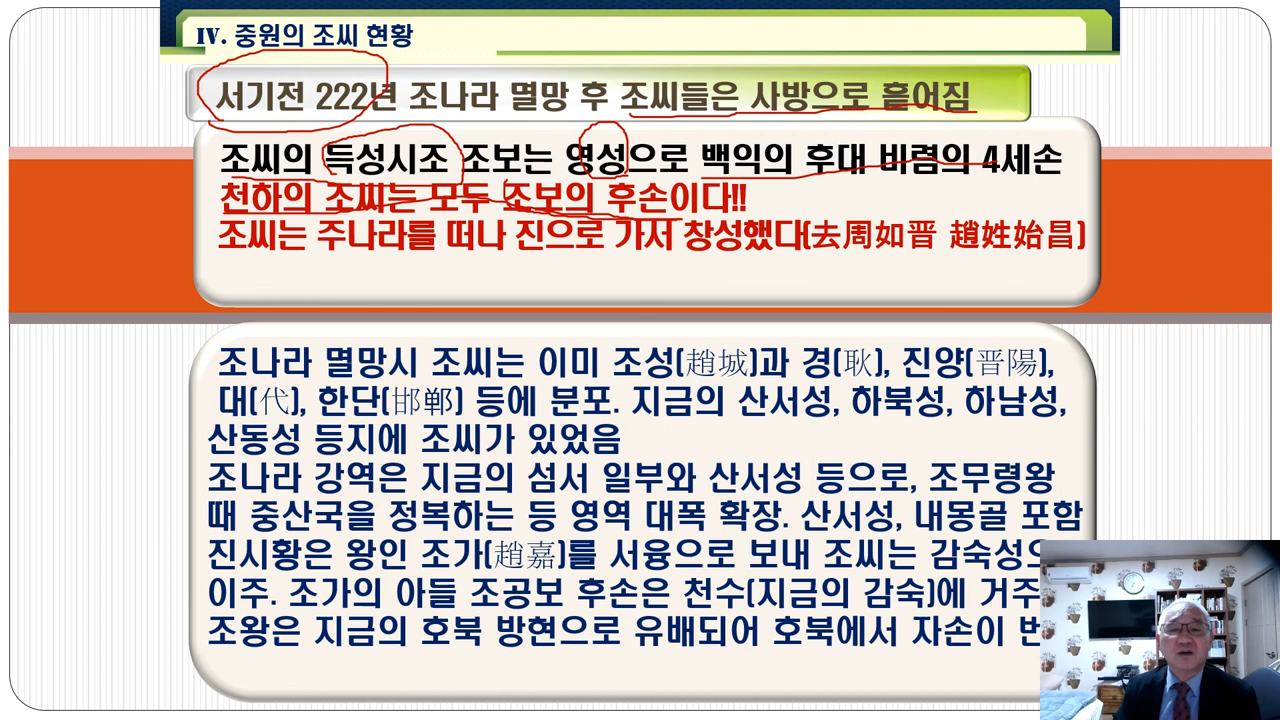 IV. 중원의 조씨 현황
서기전 222년 조나라 멸망 후 조씨들은 사방으로 흩어짐
조씨의 득성시조 조보는 영성으로 백익의 후대 비렴의 4세손
천하의 조씨는 모두 조보의 후손이다!!
조씨는 주나라를 떠나 진으로 가서 창성했다(去周如晋 趙姓始昌)
조나라 멸망시 조씨는 이미 조성(趙城)과 경(耿), 진양(晋陽),
대(代), 한단(邯郸) 등에 분포. 지금의 산서성, 하북성, 하남성,
산동성 등지에 조씨가 있었음
조나라 강역은 지금의 섬서 일부와 산서성 등으로, 조무령왕
때 중산국을 정복하는 등 영역 대폭 확장. 산서성, 내몽골 포함
진시황은 왕인 조가(趙嘉)를 서융으로 보내 조씨는 감숙성으
이주. 조가의 아들 조공보 후손은 천수(지금의 감숙)에 거주
조왕은 지금의 호북 방현으로 유배되어 호북에서 자손이